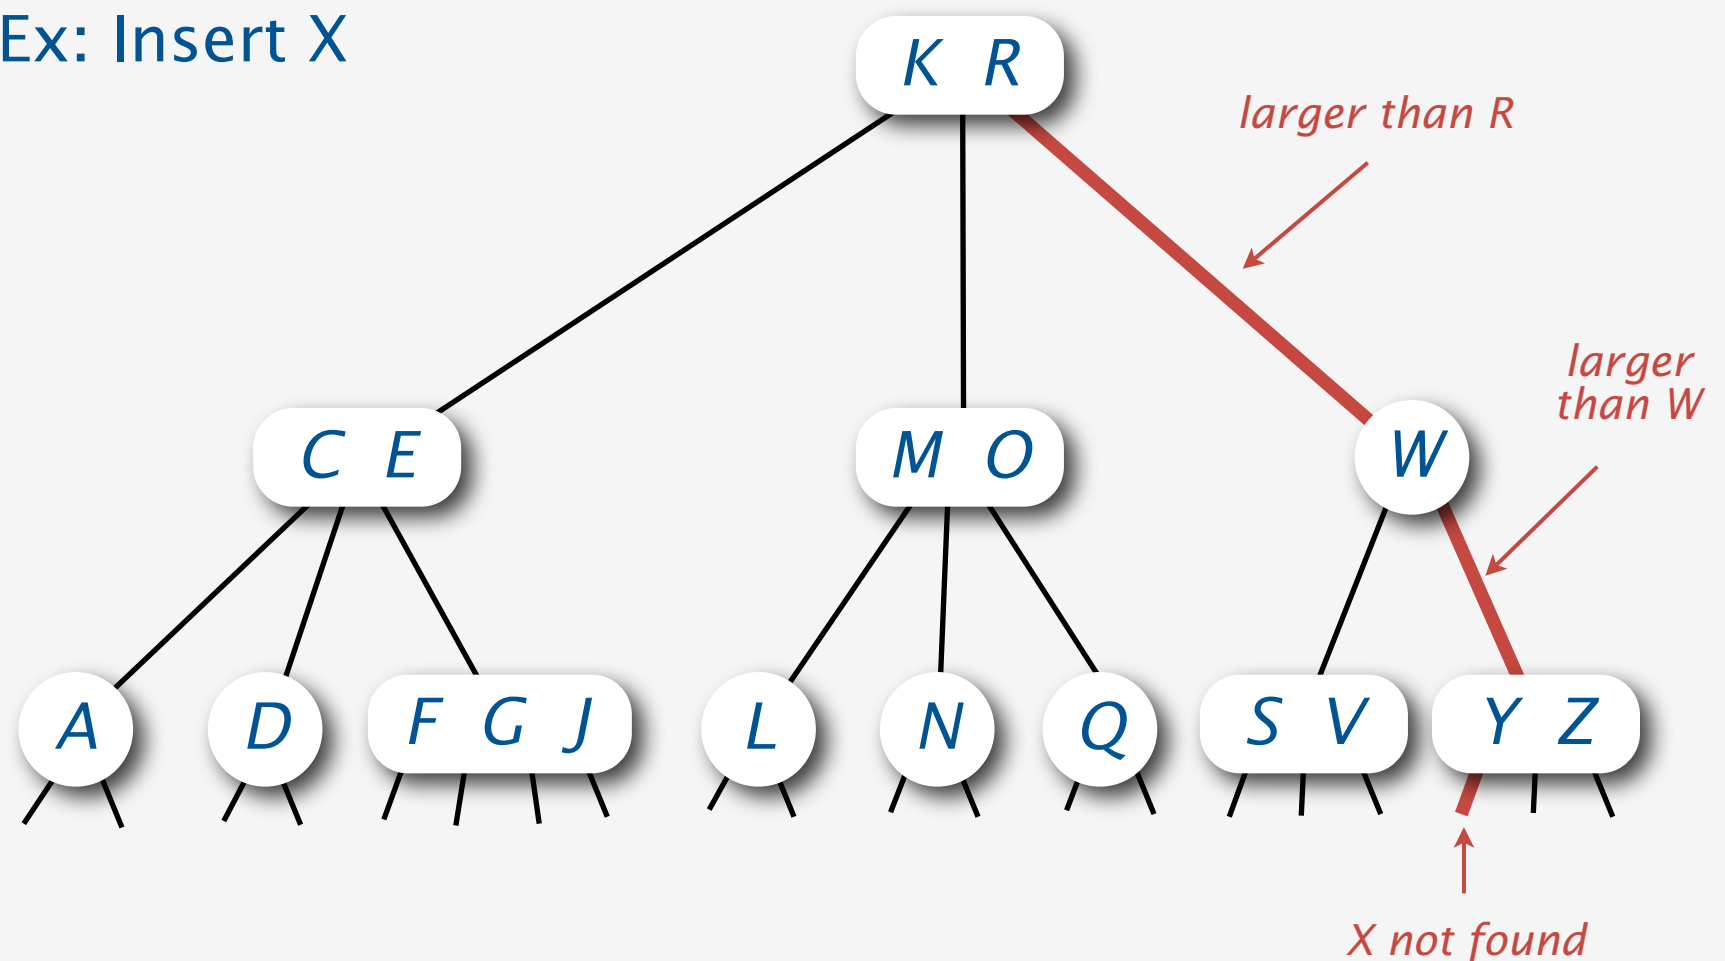 Ex: Insert X
K R
larger than R
larger
than W
C E
M O
W
A
D
F G J
L
N
Q
S V
Y Z
X not found